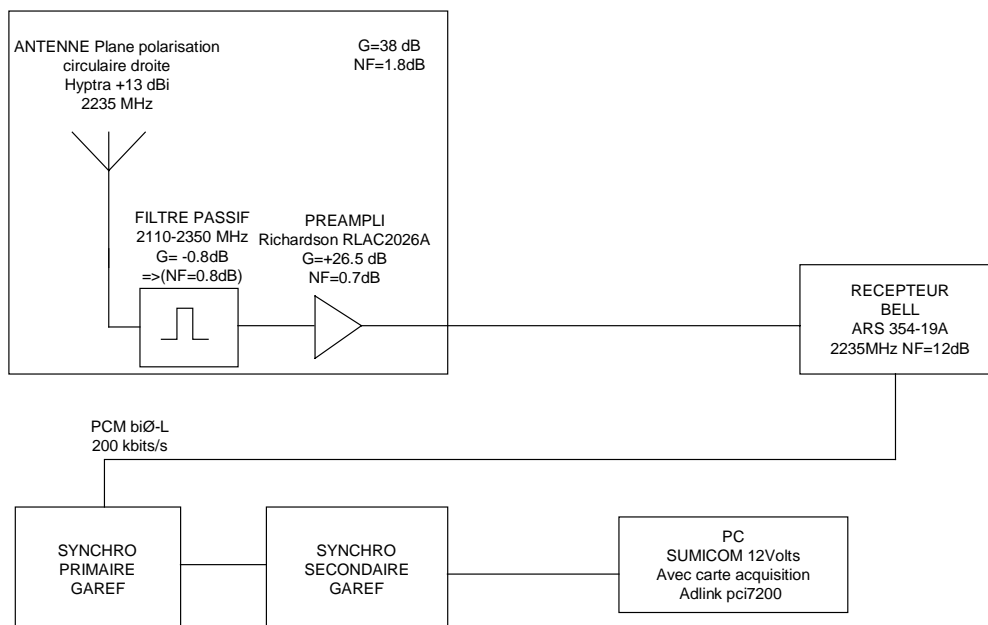 ANTENNE Plane polarisation
circulaire droite
Hyptra +13 dBi
2235 MHz
G=38 dB
NF=1.8dB
FILTRE PASSIF
2110-2350 MHz
G= -0.8dB
=>(NF=0.8dB)
PREAMPLI
Richardson RLAC2026A
G=+26.5 dB
NF=0.7dB
RECEPTEUR
BELL
ARS 354-19A
2235MHz NF=12dB
PCM biØ-L
200 kbits/s
SYNCHRO
PRIMAIRE
GAREF
SYNCHRO
SECONDAIRE
GAREF
PC
SUMICOM 12Volts
Avec carte acquisition
Adlink pci7200